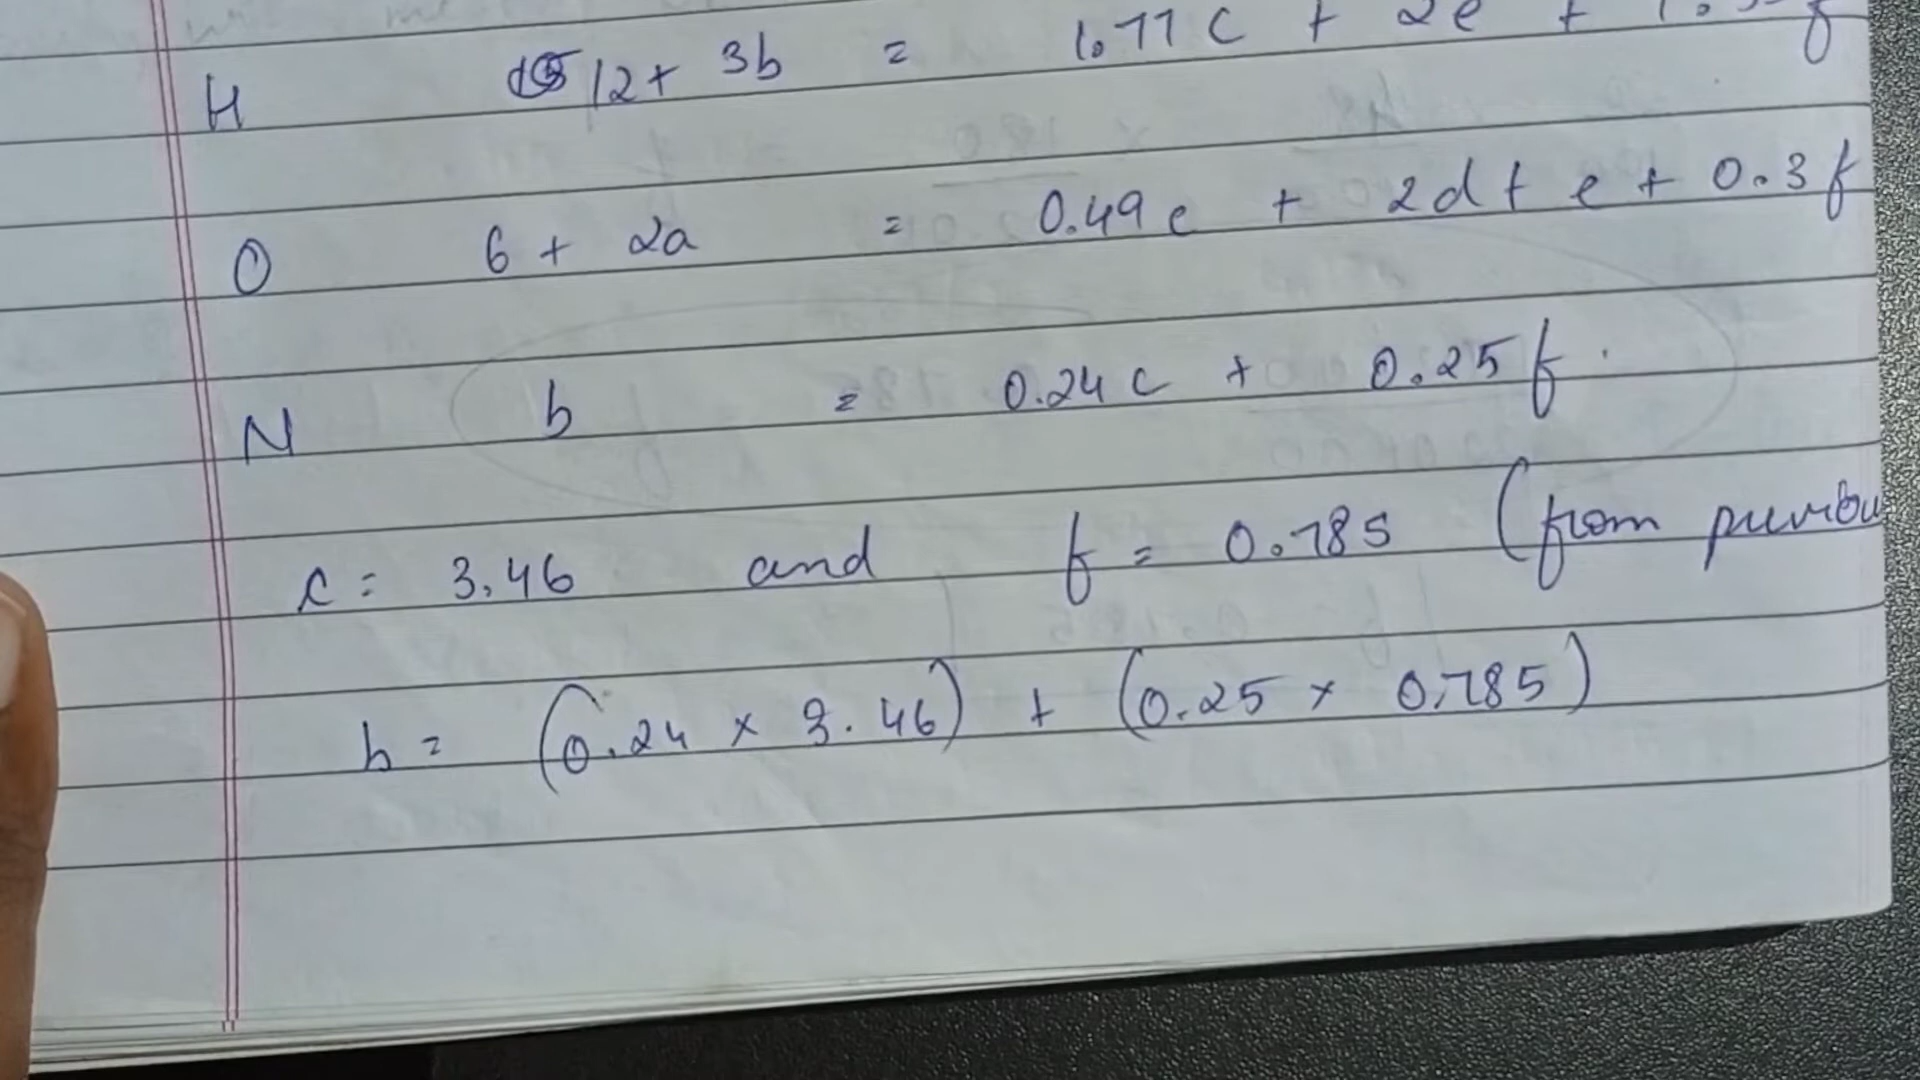 H 12 + 3b = 1.77 c + 2e + f
O 6 + 2a = 0.49 c + 2d + e + 0.3 f
N b = 0.24 c + 0.25 f
c = 3.46 and f = 0.785 (from
b = (0.24 × 3.46) + (0.25 × 0.785)